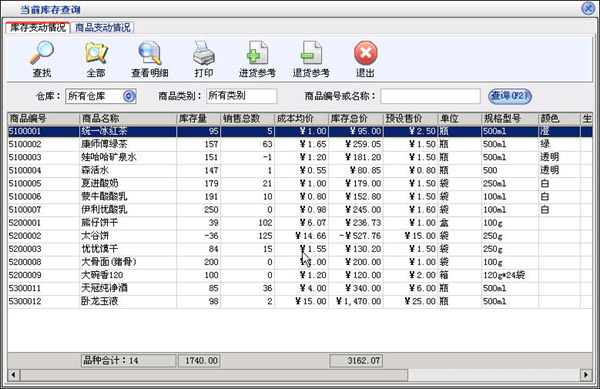 当前库存查询
库存变动情况 商品变动情况
查找 全部 查看明细 打印 进货参考 退货参考 退出
仓库： 所有仓库 商品类别： 所有类别 商品编号或名称： 查询(F2)
商品编号 商品名称 库存量 销售总数 成本均价 库存总价 预设售价 单位 规格型号 颜色 生
5100001 统一冰红茶 95 5 ￥1.00 ￥95.00 ￥2.50 瓶 500ml 橙
5100002 康师傅绿茶 157 63 ￥1.65 ￥259.05 ￥1.50 瓶 500ml 绿
5100003 娃哈哈矿泉水 151 -1 ￥1.20 ￥181.20 ￥1.50 瓶 500ml 透明
5100004 森活水 147 1 ￥0.55 ￥80.85 ￥0.80 瓶 500 透明
5100005 夏进酸奶 179 21 ￥1.00 ￥179.00 ￥1.50 袋 250ml 白
5100006 蒙牛酸酸乳 191 10 ￥0.80 ￥152.80 ￥1.50 袋 100ml 白
5100007 伊利优酸乳 250 0 ￥0.98 ￥245.00 ￥1.60 袋 100ml 白
5200001 熊仔饼干 39 102 ￥6.07 ￥236.73 ￥1.00 盒 100g
5200002 太谷饼 -36 125 ￥14.66 -￥527.76 ￥15.00 袋 250g
5200003 忧忧馍干 84 15 ￥1.55 ￥130.20 ￥1.50 袋 250g
5200008 大骨面(猪骨) 200 0 ￥1.00 ￥200.00 ￥1.00 袋 100g
5200009 大碗香120 100 0 ￥1.20 ￥120.00 ￥2.00 箱 120g*24袋
5300011 天冠纯净酒 85 36 ￥4.00 ￥340.00 ￥6.00 瓶 500ml
5300012 卧龙玉液 98 2 ￥15.00 ￥1,470.00 ￥25.00 瓶 500ml
品种合计：14 1740.00 3162.07